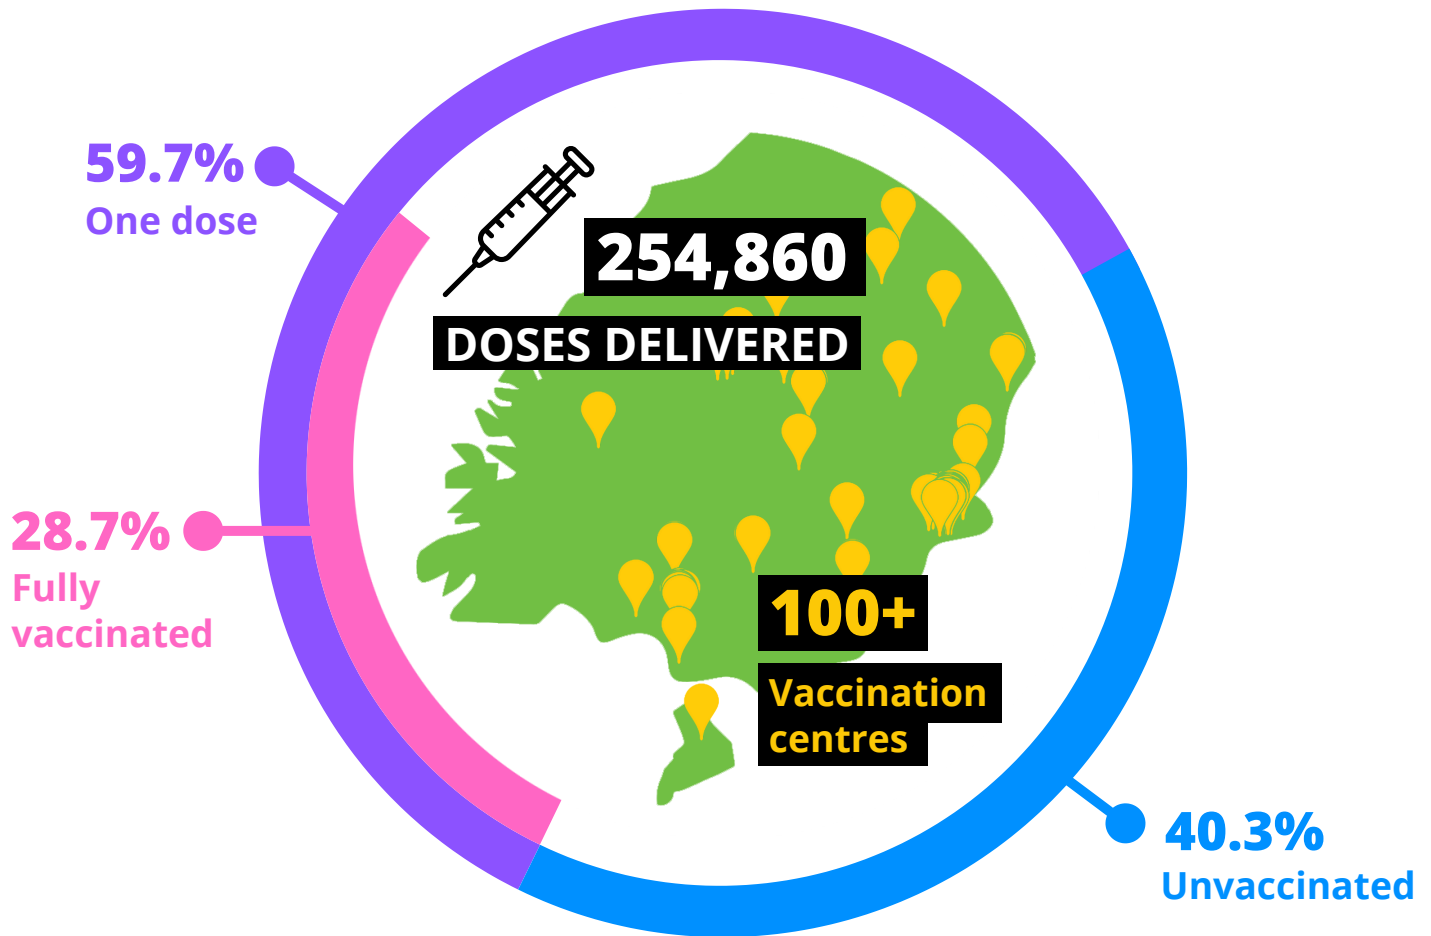 59.7%
One dose
254,860
DOSES DELIVERED
28.7%
Fully
vaccinated
100+
Vaccination
centres
40.3%
Unvaccinated